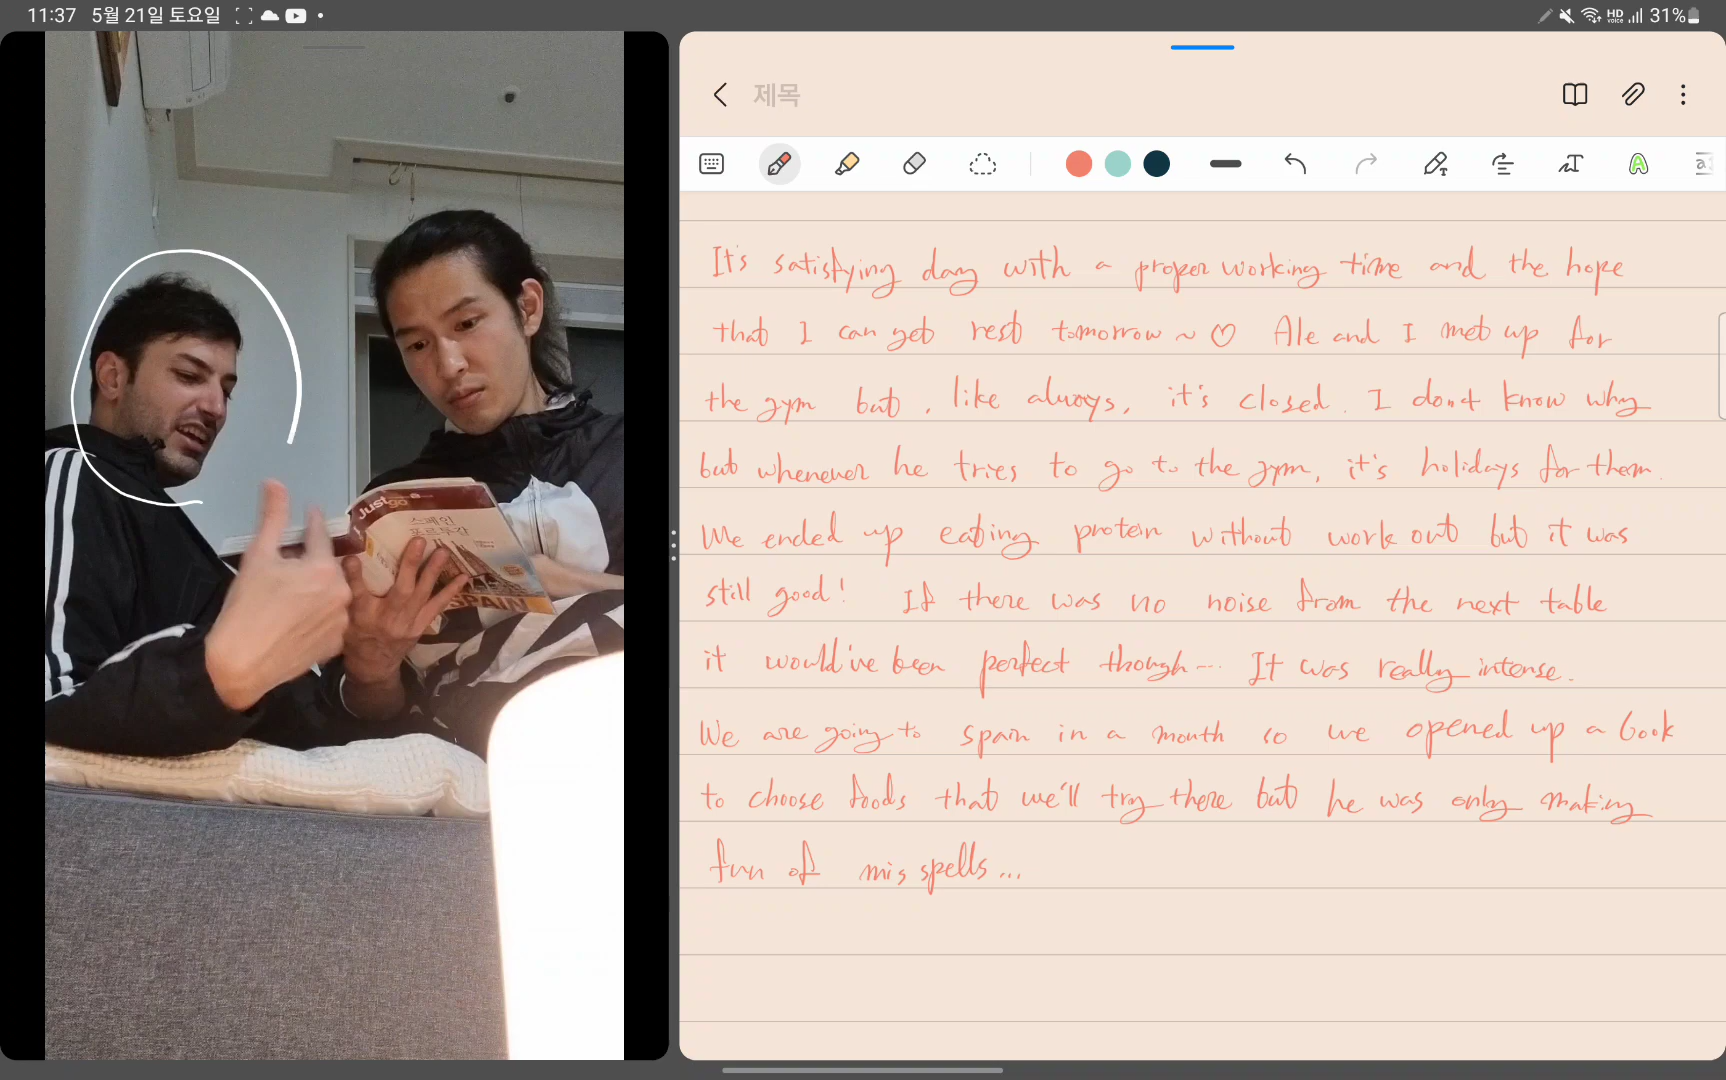 11:37 5월 21일 토요일
HD voice 31%
제목
Just go
스페인
포르투갈
SPAIN
It's satisfying day with a proper working time and the hope
that I can get rest tomorrow ~ ♡ Ale and I met up for
the gym but, like always, it's closed. I don't know why
but whenever he tries to go to the gym, it's holidays for them.
We ended up eating protein without work out but it was
still good! If there was no noise from the next table
it would've been perfect though... It was really intense.
We are going to spain in a month so we opened up a book
to choose foods that we'll try there but he was only making
fun of mis spells...